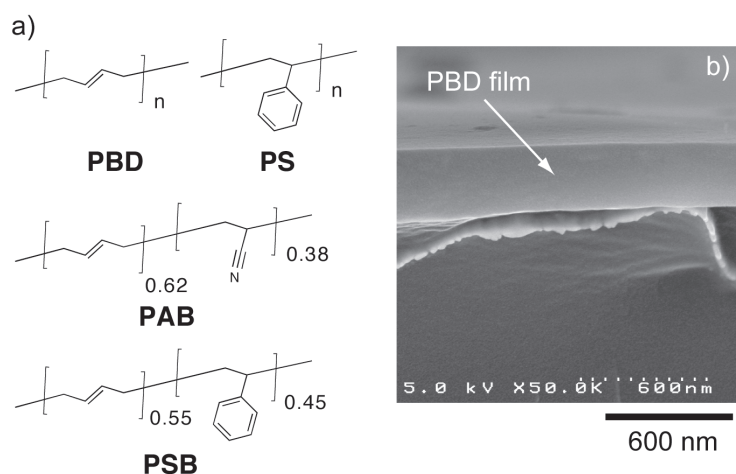 a)
n
n
PBD
PS
0.62
N
0.38
PAB
0.55
0.45
PSB
b)
PBD film
5.0 kV X50.0K 600nm
600 nm